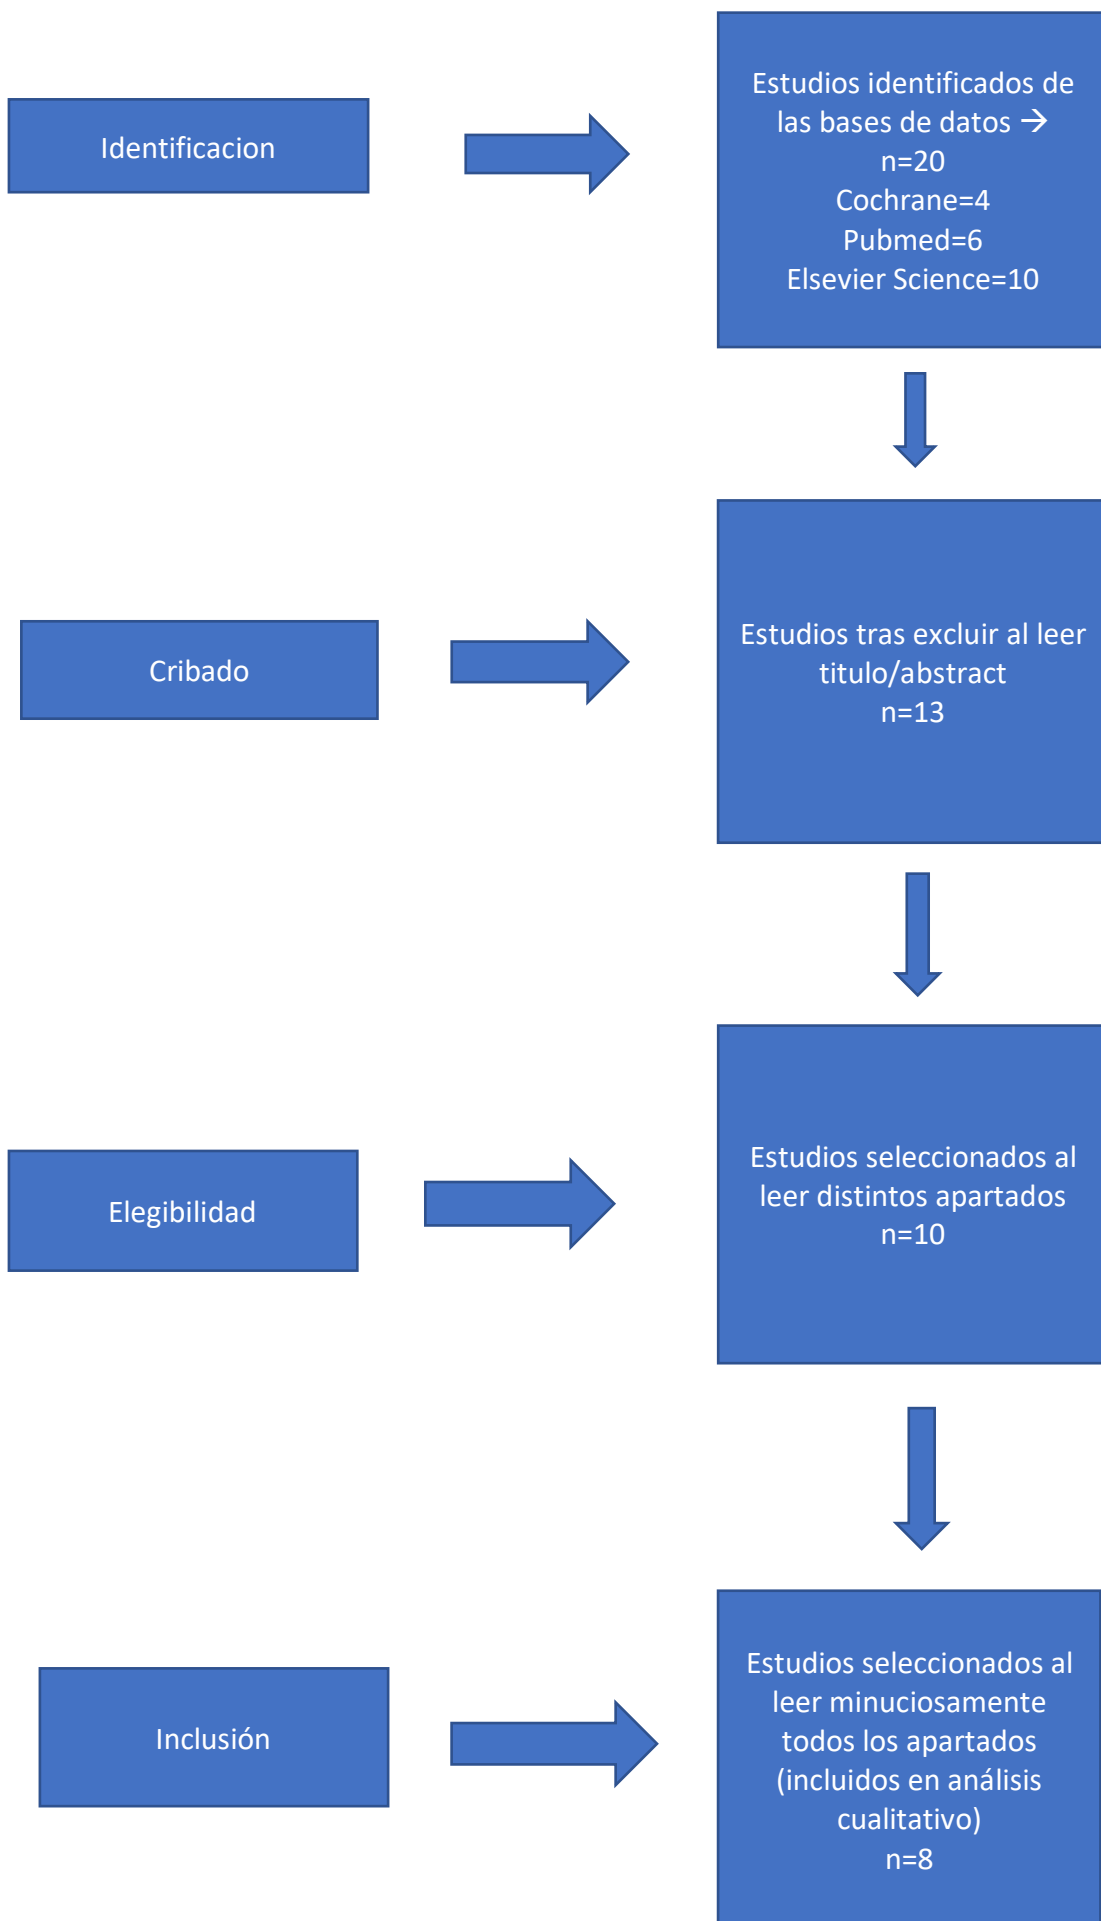 Identificacion
Estudios identificados de
las bases de datos →
n=20
Cochrane=4
Pubmed=6
Elsevier Science=10
Cribado
Estudios tras excluir al leer
titulo/abstract
n=13
Elegibilidad
Estudios seleccionados al
leer distintos apartados
n=10
Inclusión
Estudios seleccionados al
leer minuciosamente
todos los apartados
(incluidos en análisis
cualitativo)
n=8